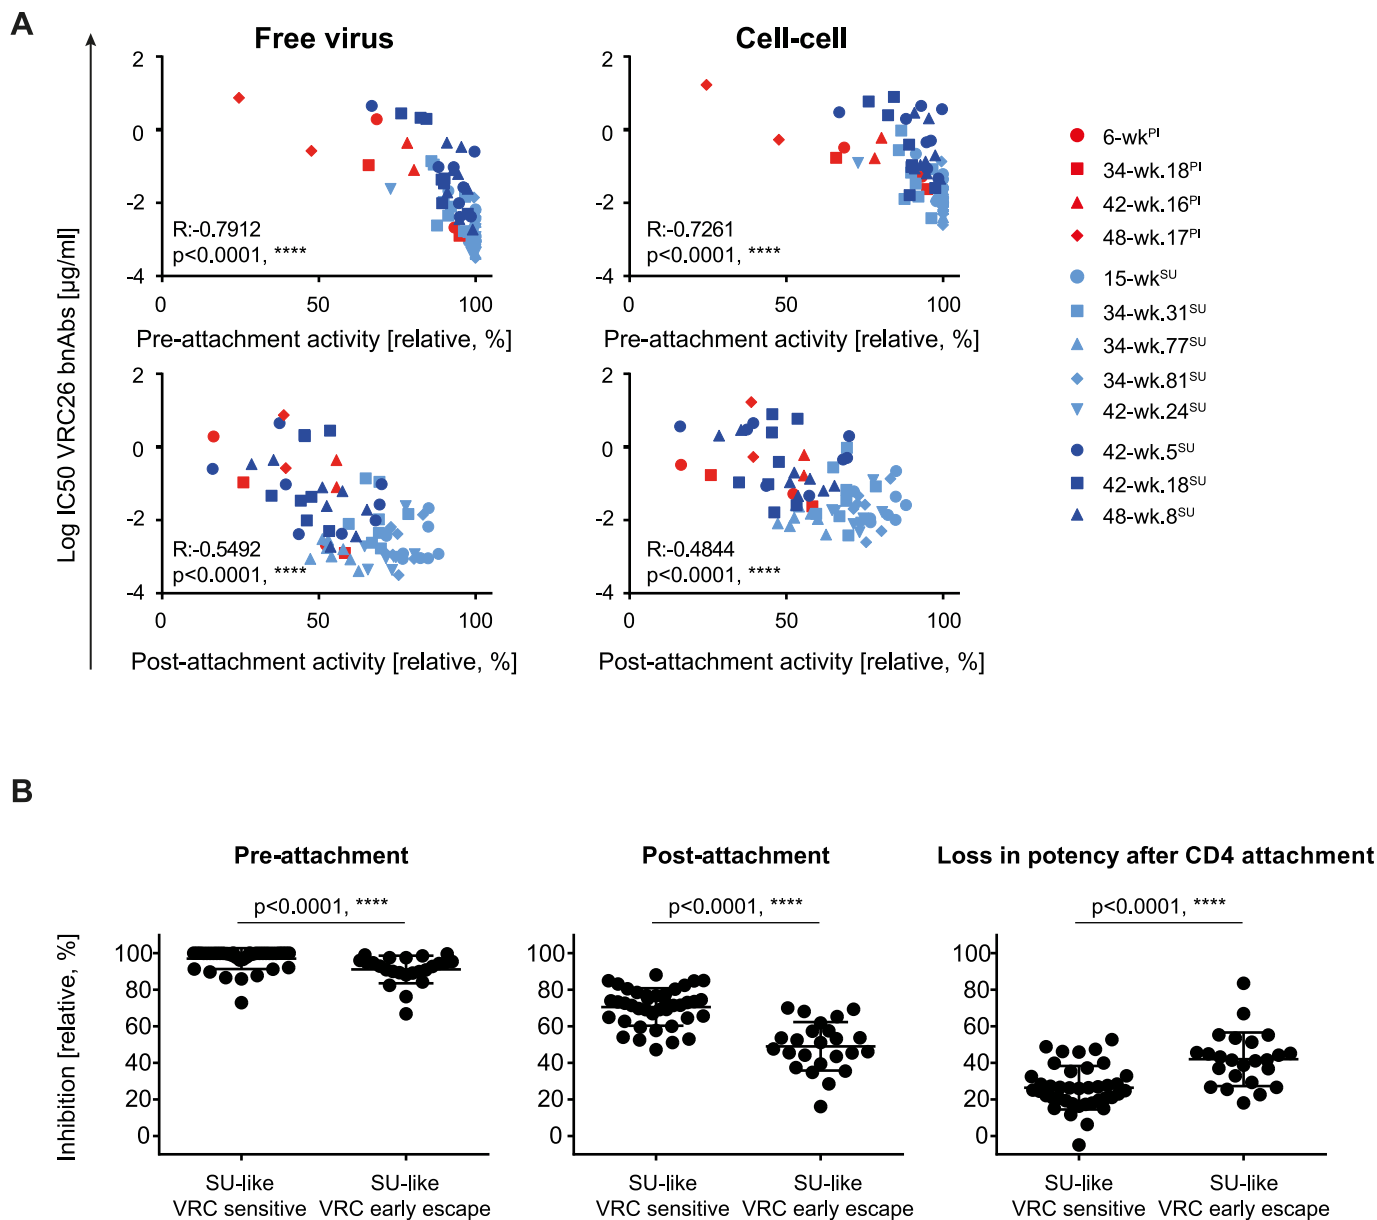 A
Free virus
Cell-cell
Log IC50 VRC26 bnAbs [µg/ml]
2
0
-2
-4
R:-0.7912
p<0.0001, ****
0
50
100
Pre-attachment activity [relative, %]
2
0
-2
-4
R:-0.7261
p<0.0001, ****
0
50
100
Pre-attachment activity [relative, %]
2
0
-2
-4
R:-0.5492
p<0.0001, ****
0
50
100
Post-attachment activity [relative, %]
2
0
-2
-4
R:-0.4844
p<0.0001, ****
0
50
100
Post-attachment activity [relative, %]
6-wkPI
34-wk.18PI
42-wk.16PI
48-wk.17PI
15-wkSU
34-wk.31SU
34-wk.77SU
34-wk.81SU
42-wk.24SU
42-wk.5SU
42-wk.18SU
48-wk.8SU
B
Inhibition [relative, %]
Pre-attachment
p<0.0001, ****
100
80
60
40
20
0
SU-like
VRC sensitive
SU-like
VRC early escape
Post-attachment
p<0.0001, ****
100
80
60
40
20
0
SU-like
VRC sensitive
SU-like
VRC early escape
Loss in potency after CD4 attachment
p<0.0001, ****
100
80
60
40
20
0
SU-like
VRC sensitive
SU-like
VRC early escape